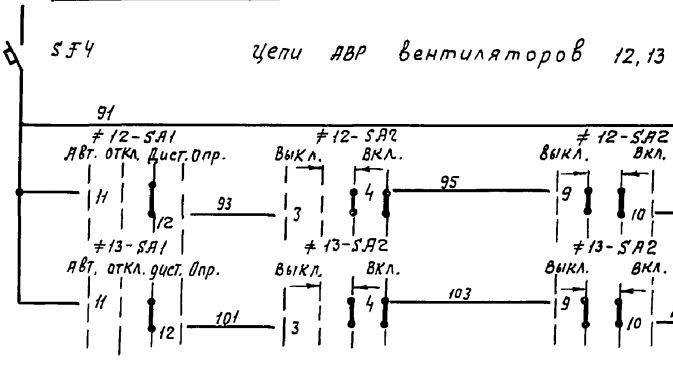 SF4 Цепи АВР вентиляторов 12,13
91
≠12-SA1 ≠12-SA2 ≠12-SA2
Авт. откл. Дист. Опр. Выкл. Вкл. Выкл. Вкл.
11 12 93 3 4 95 9 10
≠13-SA1 ≠13-SA2 ≠13-SA2
Авт. откл. дист. Опр. Выкл. Вкл. Выкл. Вкл.
11 12 101 3 4 103 9 10